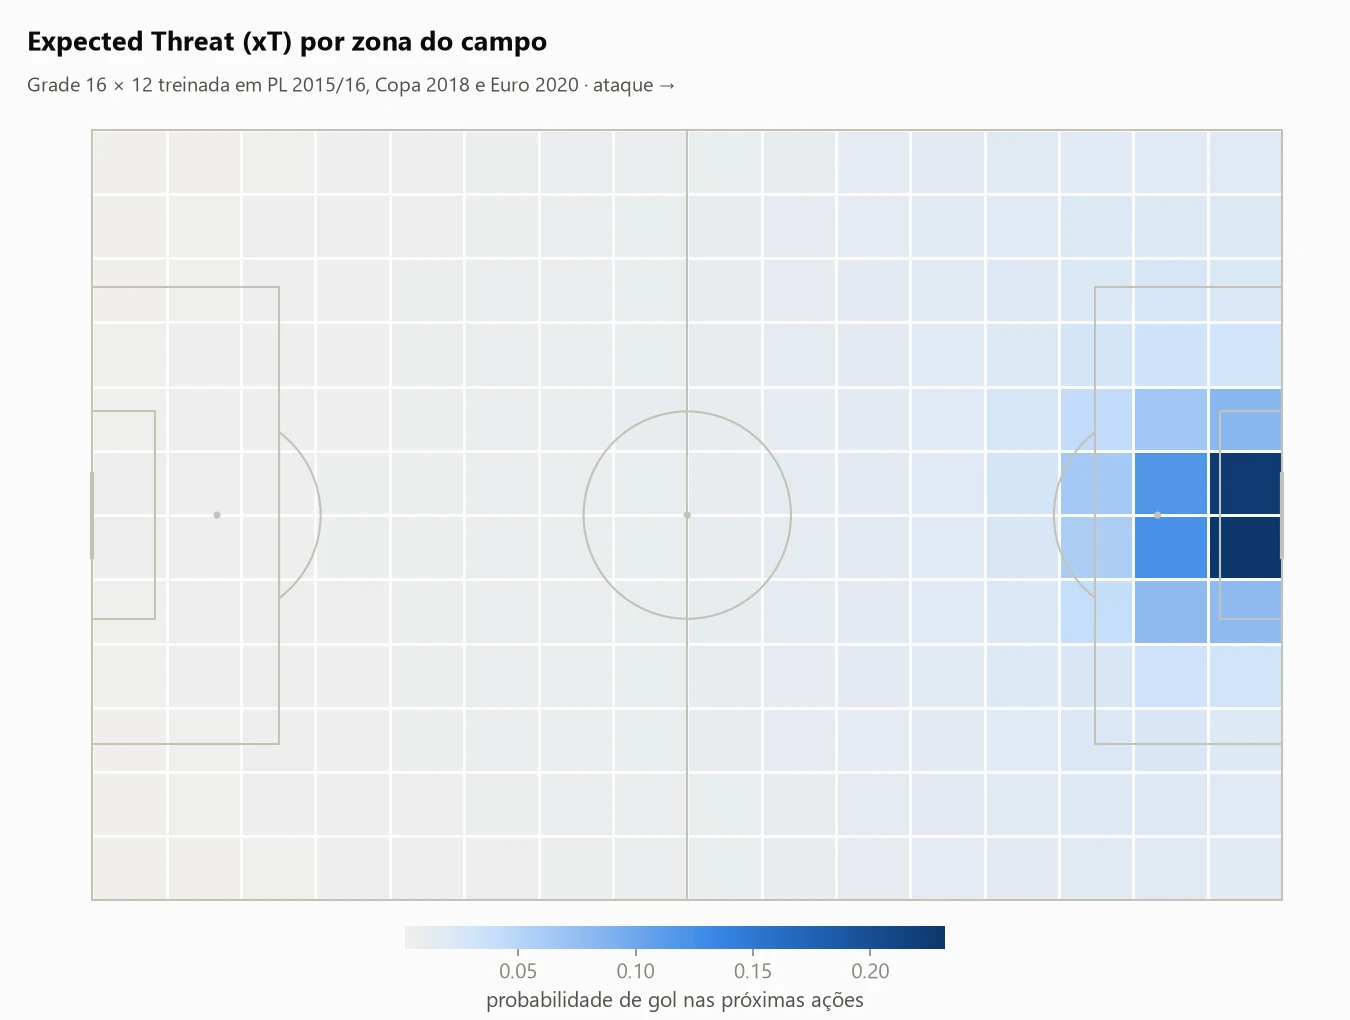 Expected Threat (xT) por zona do campo
Grade 16 × 12 treinada em PL 2015/16, Copa 2018 e Euro 2020 · ataque →
0.05 0.10 0.15 0.20
probabilidade de gol nas próximas ações